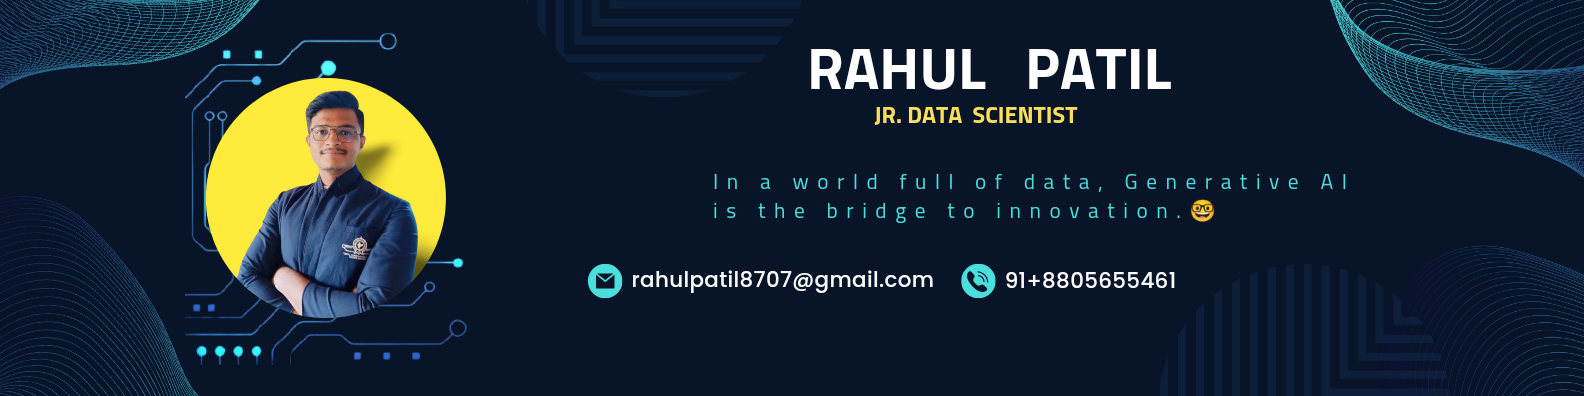 RAHUL PATIL
JR. DATA SCIENTIST
In a world full of data, Generative AI
is the bridge to innovation.🤓
rahulpatil8707@gmail.com 91+8805655461